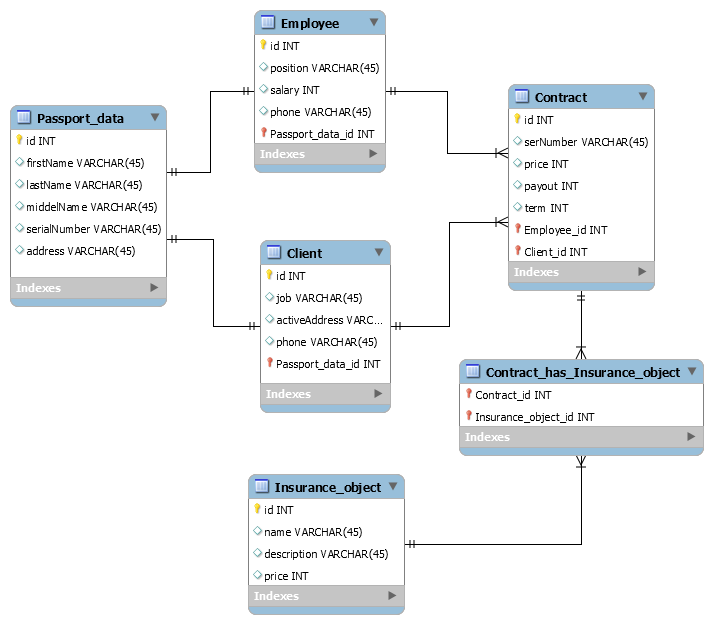 Employee
id INT
position VARCHAR(45)
salary INT
phone VARCHAR(45)
Passport_data_id INT
Indexes
Passport_data
id INT
firstName VARCHAR(45)
lastName VARCHAR(45)
middelName VARCHAR(45)
serialNumber VARCHAR(45)
address VARCHAR(45)
Indexes
Contract
id INT
serNumber VARCHAR(45)
price INT
payout INT
term INT
Employee_id INT
Client_id INT
Indexes
Client
id INT
job VARCHAR(45)
activeAddress VARC...
phone VARCHAR(45)
Passport_data_id INT
Indexes
Contract_has_Insurance_object
Contract_id INT
Insurance_object_id INT
Indexes
Insurance_object
id INT
name VARCHAR(45)
description VARCHAR(45)
price INT
Indexes